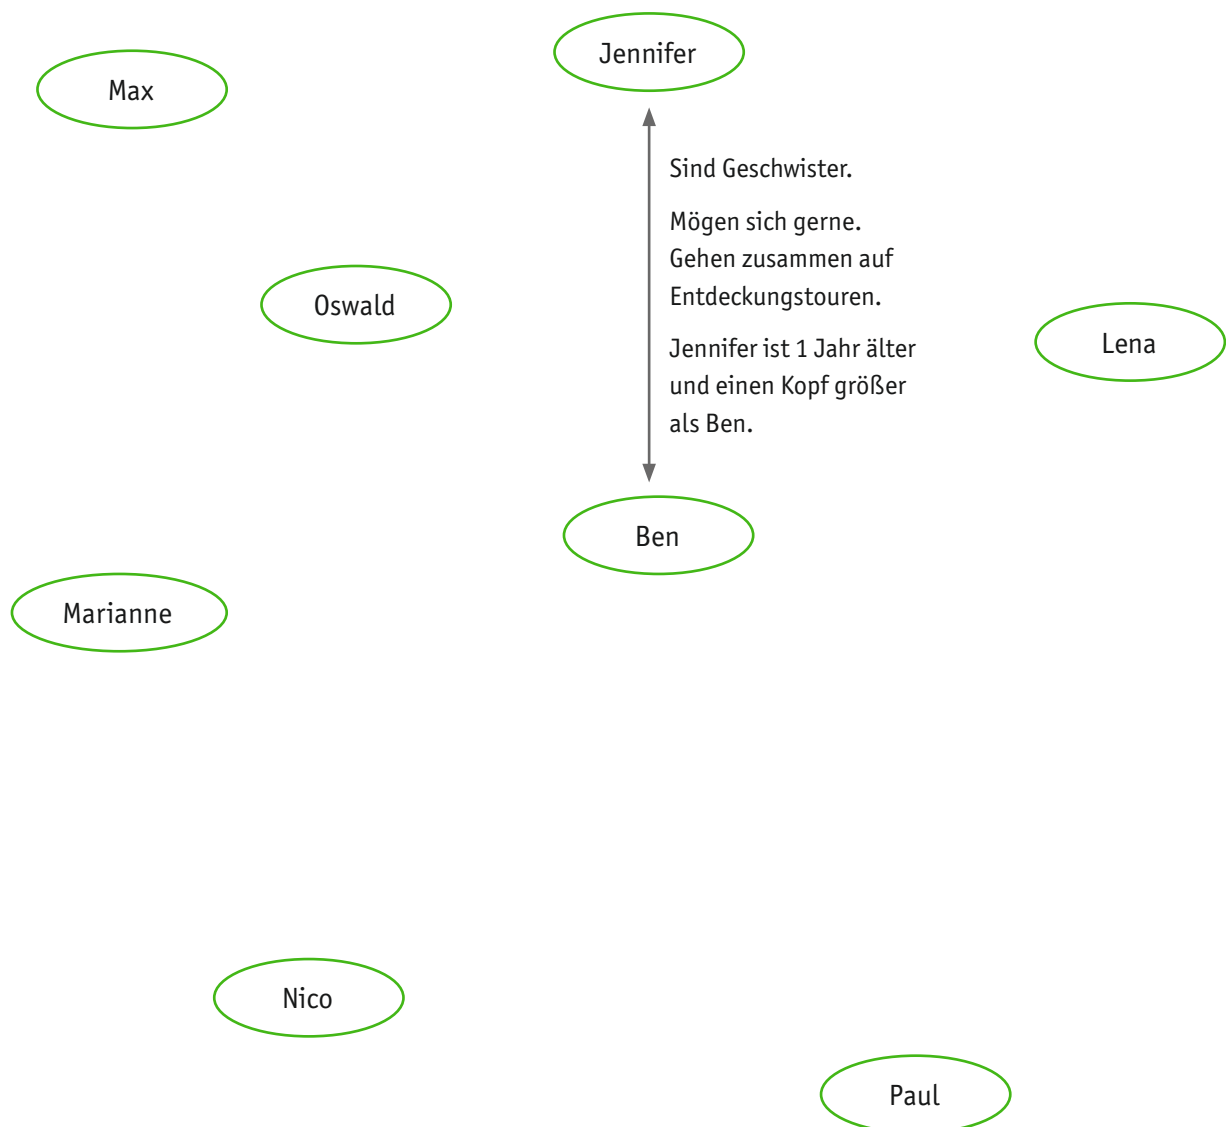 Jennifer
Max
Sind Geschwister.
Mögen sich gerne.
Gehen zusammen auf
Entdeckungstouren.
Jennifer ist 1 Jahr älter
und einen Kopf größer
als Ben.
Oswald
Lena
Ben
Marianne
Nico
Paul